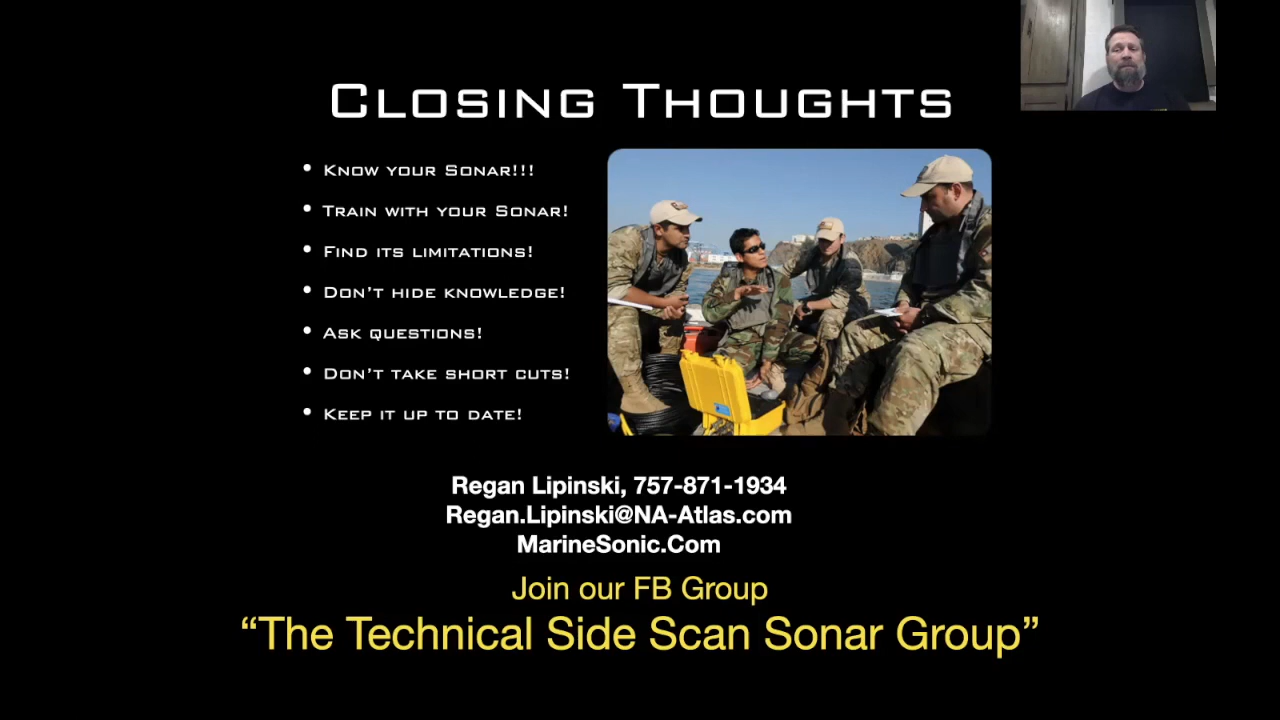 Closing Thoughts
• Know your Sonar!!!
• Train with your Sonar!
• Find its limitations!
• Don't hide knowledge!
• Ask questions!
• Don't take short cuts!
• Keep it up to date!
Regan Lipinski, 757-871-1934
Regan.Lipinski@NA-Atlas.com
MarineSonic.Com
Join our FB Group
“The Technical Side Scan Sonar Group”